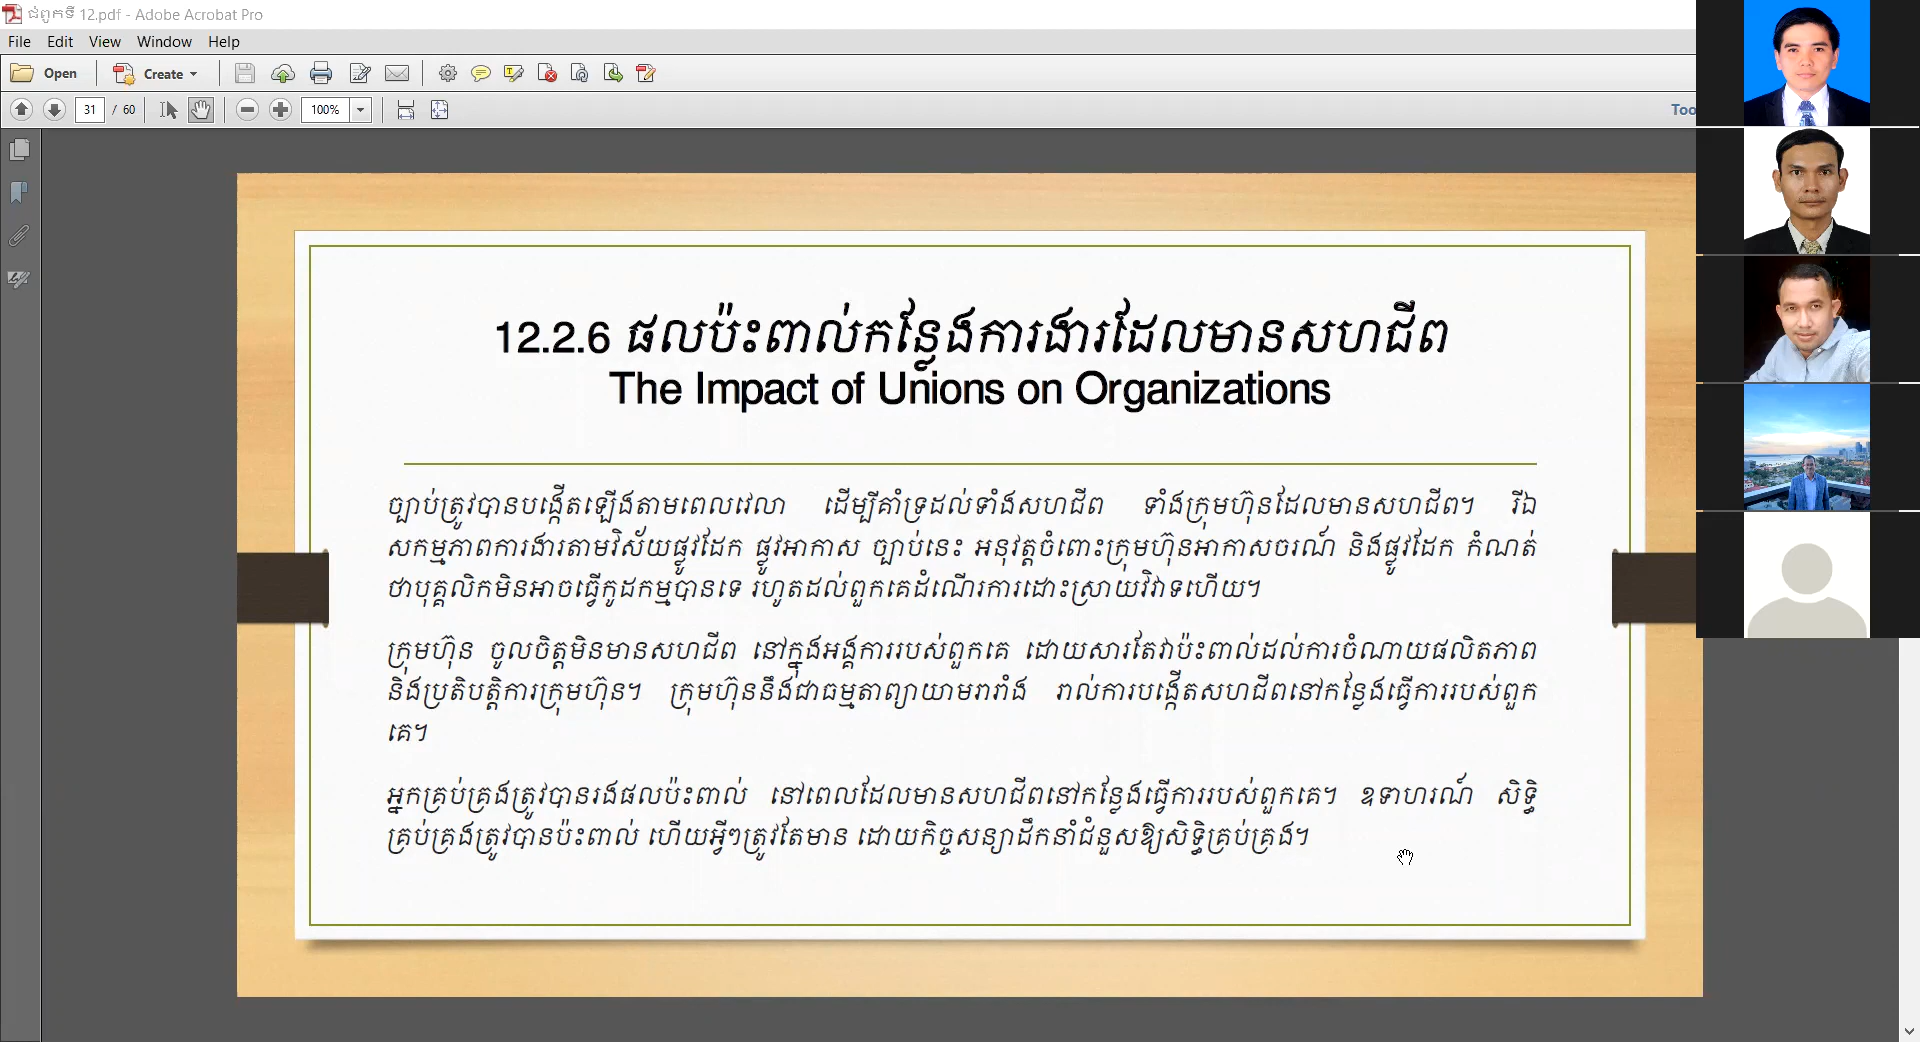 ជំពូកទី 12.pdf - Adobe Acrobat Pro
File Edit View Window Help
Open Create
31 / 60 100% Too
12.2.6 ផលប៉ះពាល់កន្លែងការងារដែលមានសហជីព
The Impact of Unions on Organizations
ច្បាប់ត្រូវបានបង្កើតឡើងតាមពេលវេលា ដើម្បីគាំទ្រដល់ទាំងសហជីព ទាំងក្រុមហ៊ុនដែលមានសហជីព។ រីឯ
សកម្មភាពការងារតាមវិស័យផ្លូវដែក ផ្លូវអាកាស ច្បាប់នេះ អនុវត្តចំពោះក្រុមហ៊ុនអាកាសចរណ៍ និងផ្លូវដែក កំណត់
ថាបុគ្គលិកមិនអាចធ្វើកូដកម្មបានទេ រហូតដល់ពួកគេដំណើរការដោះស្រាយវិវាទហើយ។
ក្រុមហ៊ុន ចូលចិត្តមិនមានសហជីព នៅក្នុងអង្គការរបស់ពួកគេ ដោយសារតែវាប៉ះពាល់ដល់ការចំណាយផលិតភាព
និងប្រតិបត្តិការក្រុមហ៊ុន។ ក្រុមហ៊ុននឹងជាធម្មតាព្យាយាមរារាំង រាល់ការបង្កើតសហជីពនៅកន្លែងធ្វើការរបស់ពួក
គេ។
អ្នកគ្រប់គ្រងត្រូវបានរងផលប៉ះពាល់ នៅពេលដែលមានសហជីពនៅកន្លែងធ្វើការរបស់ពួកគេ។ ឧទាហរណ៍ សិទ្ធិ
គ្រប់គ្រងត្រូវបានប៉ះពាល់ ហើយអ្វីៗត្រូវតែមាន ដោយកិច្ចសន្យាដឹកនាំជំនួសឱ្យសិទ្ធិគ្រប់គ្រង។